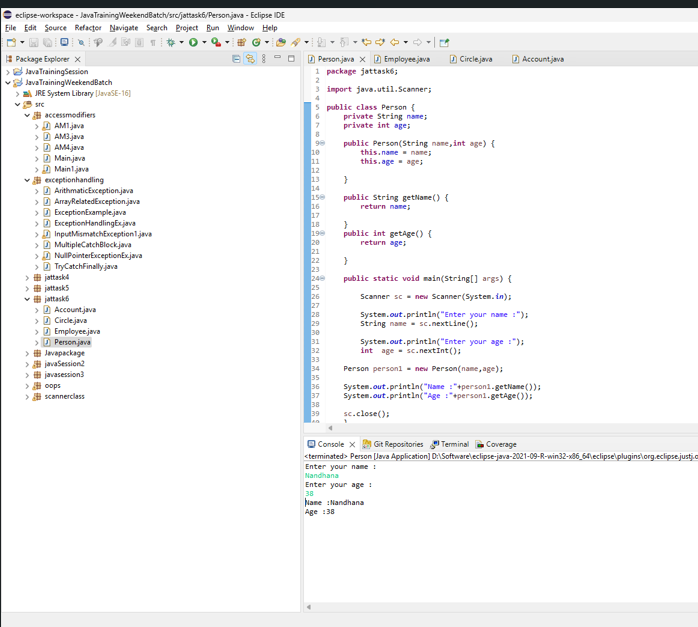 eclipse-workspace - JavaTrainingWeekendBatch/src/jattask6/Person.java - Eclipse IDE
File Edit Source Refactor Navigate Search Project Run Window Help
Package Explorer
JavaTrainingSession
JavaTrainingWeekendBatch
JRE System Library [JavaSE-16]
src
accessmodifiers
AM1.java
AM3.java
AM4.java
Main.java
Main1.java
exceptionhandling
ArithmaticException.java
ArrayRelatedException.java
ExceptionExample.java
ExceptionHandlingEx.java
InputMismatchException1.java
MultipleCatchBlock.java
NullPointerExceptionEx.java
TryCatchFinally.java
jattask4
jattask5
jattask6
Account.java
Circle.java
Employee.java
Person.java
Javapackage
javaSession2
javasession3
oops
scannerclass
Person.java Employee.java Circle.java Account.java
1 package jattask6;
2
3 import java.util.Scanner;
4
5 public class Person {
6 private String name;
7 private int age;
8
9 public Person(String name,int age) {
10 this.name = name;
11 this.age = age;
12
13 }
14
15 public String getName() {
16 return name;
17
18 }
19 public int getAge() {
20 return age;
21
22 }
23
24 public static void main(String[] args) {
25
26 Scanner sc = new Scanner(System.in);
27
28 System.out.println("Enter your name :");
29 String name = sc.nextLine();
30
31 System.out.println("Enter your age :");
32 int age = sc.nextInt();
33
34 Person person1 = new Person(name,age);
35
36 System.out.println("Name :"+person1.getName());
37 System.out.println("Age :"+person1.getAge());
38
39 sc.close();
40 }
Console Git Repositories Terminal Coverage
<terminated> Person [Java Application] D:\Software\eclipse-java-2021-09-R-win32-x86_64\eclipse\plugins\org.eclipse.justj.o
Enter your name :
Nandhana
Enter your age :
38
Name :Nandhana
Age :38